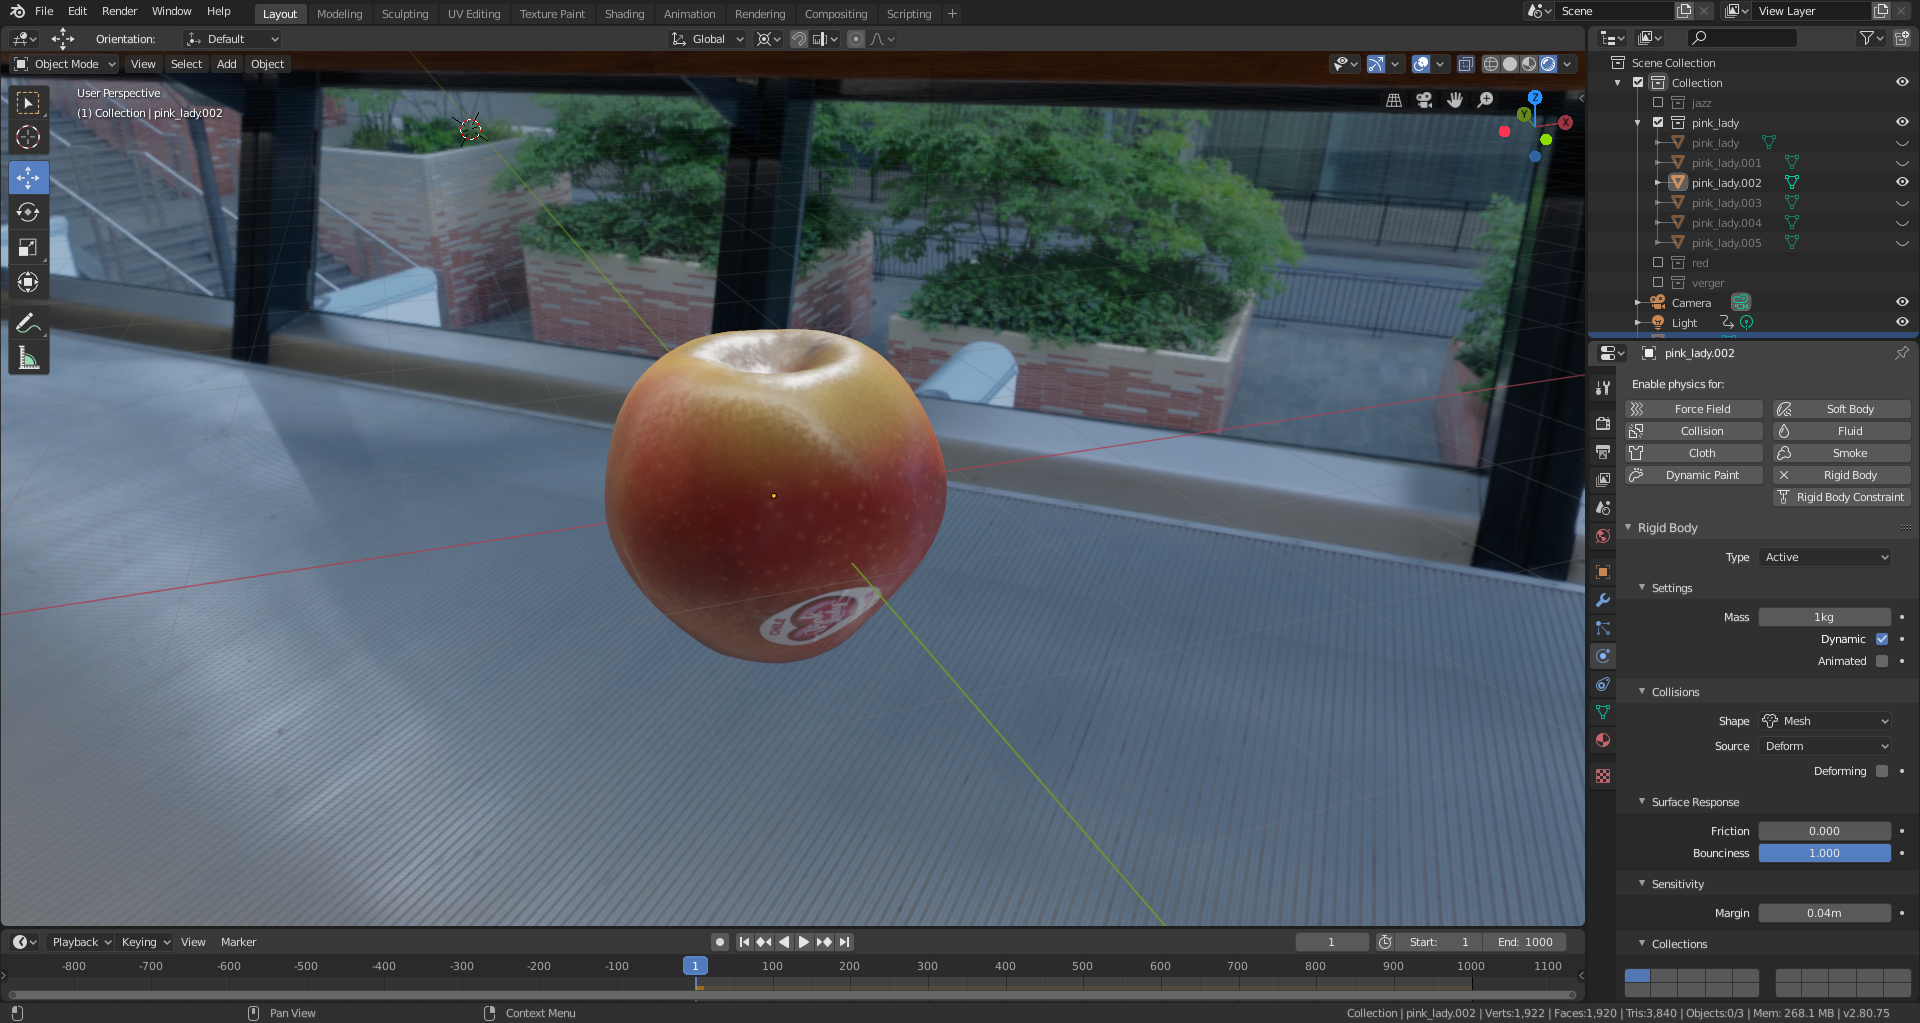 File Edit Render Window Help
Layout Modeling Sculpting UV Editing Texture Paint Shading Animation Rendering Compositing Scripting +
Scene
View Layer
Orientation: Default
Global
Object Mode View Select Add Object
User Perspective
(1) Collection | pink_lady.002
Z
Y
X
CHILE
Scene Collection
Collection
jazz
pink_lady
pink_lady
pink_lady.001
pink_lady.002
pink_lady.003
pink_lady.004
pink_lady.005
red
verger
Camera
Light
pink_lady.002
Enable physics for:
Force Field Soft Body
Collision Fluid
Cloth Smoke
Dynamic Paint Rigid Body
Rigid Body Constraint
Rigid Body
Type Active
Settings
Mass 1kg
Dynamic
Animated
Collisions
Shape Mesh
Source Deform
Deforming
Surface Response
Friction 0.000
Bounciness 1.000
Sensitivity
Margin 0.04m
Collections
Playback Keying View Marker
1 Start: 1 End: 1000
-800 -700 -600 -500 -400 -300 -200 -100 1 100 200 300 400 500 600 700 800 900 1000 1100
Pan View Context Menu
Collection | pink_lady.002 | Verts:1,922 | Faces:1,920 | Tris:3,840 | Objects:0/3 | Mem: 268.1 MB | v2.80.75